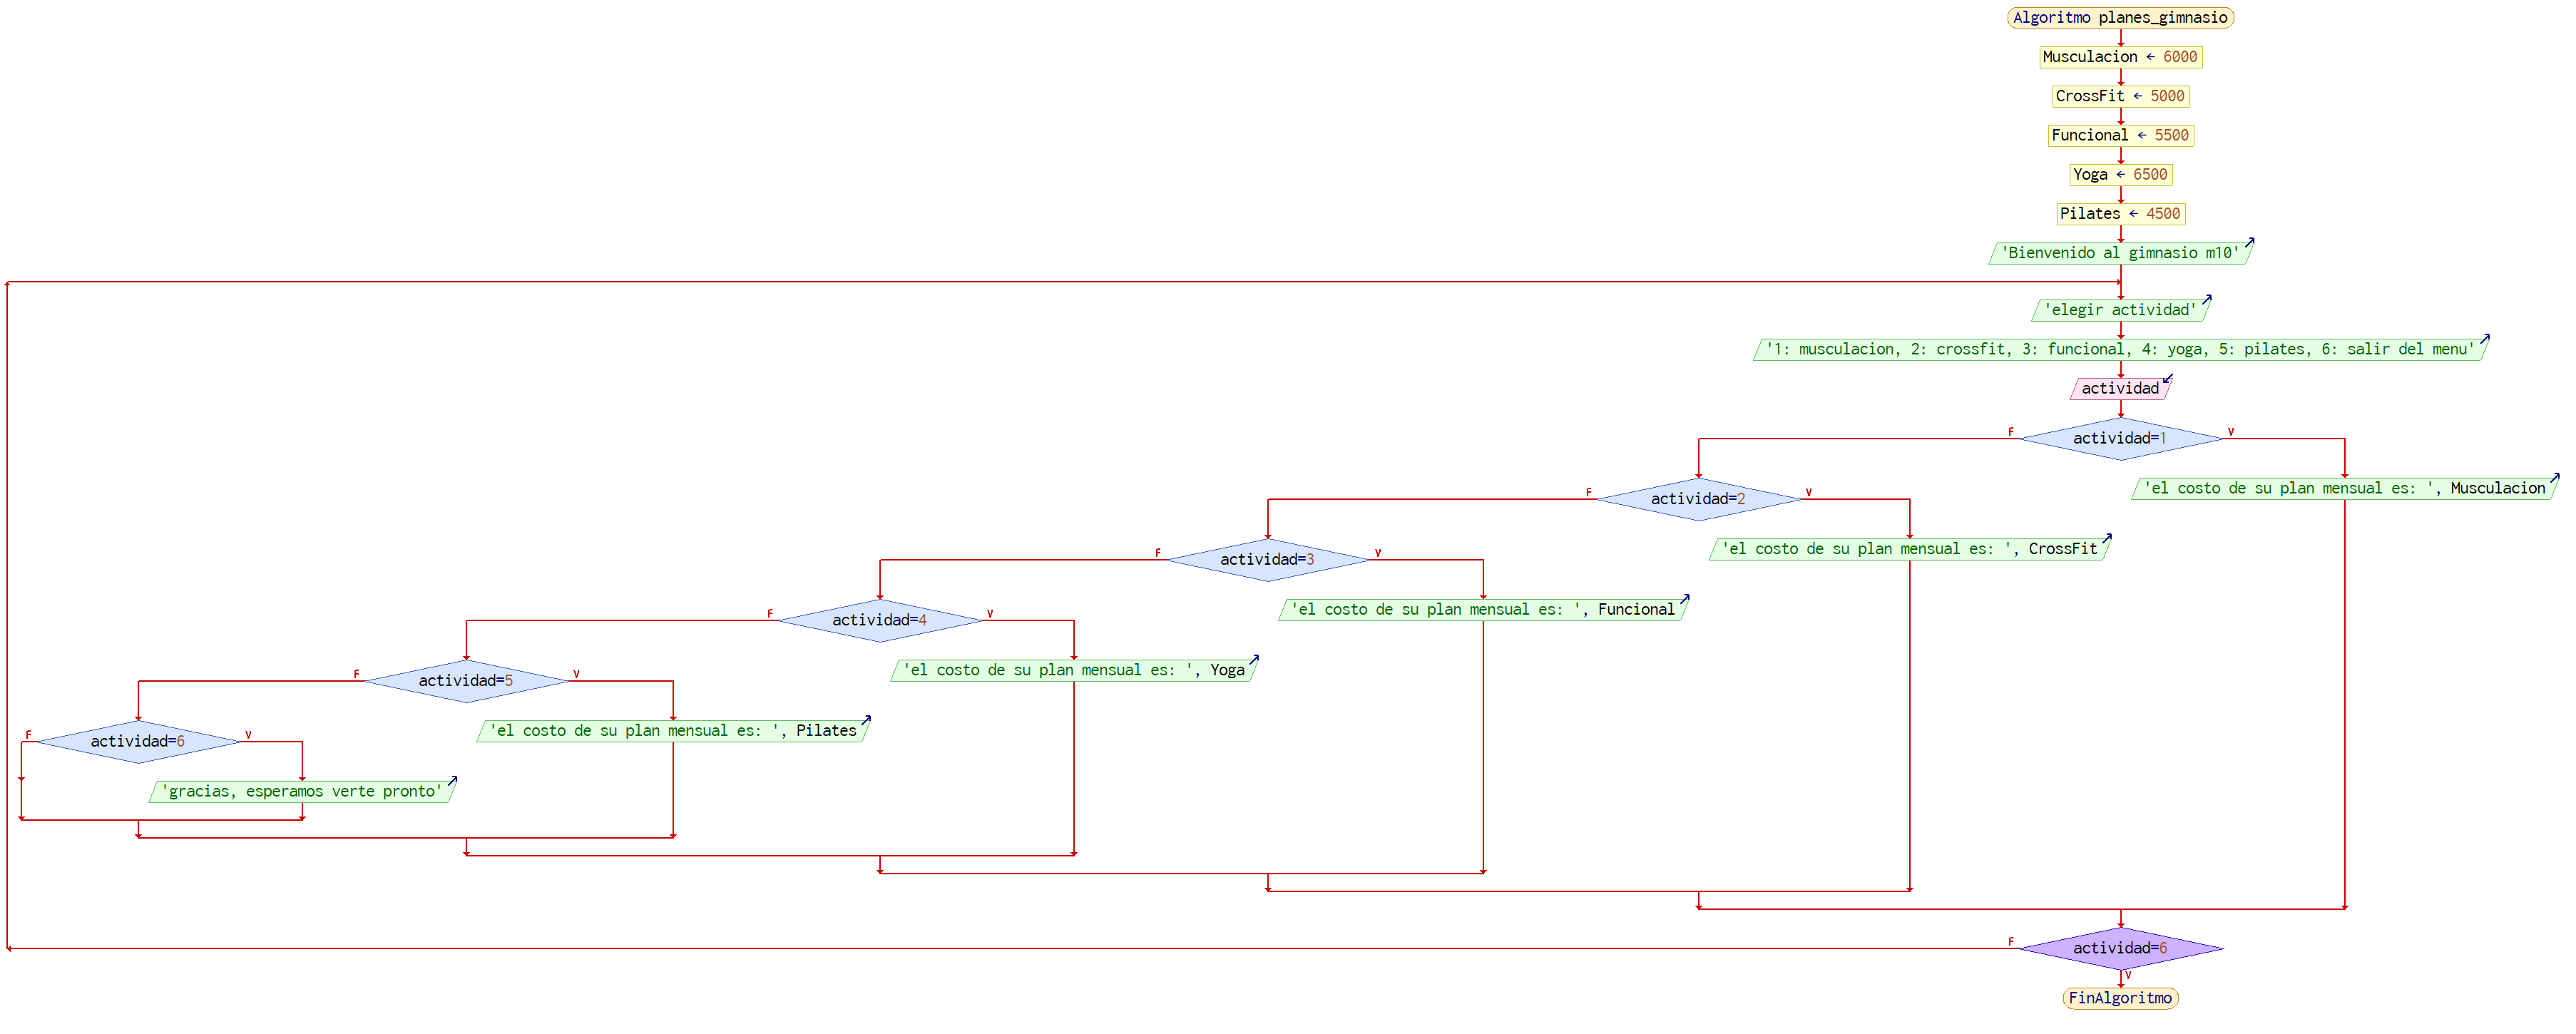 Algoritmo planes_gimnasio
Musculacion ← 6000
CrossFit ← 5000
Funcional ← 5500
Yoga ← 6500
Pilates ← 4500
'Bienvenido al gimnasio m10'
'elegir actividad'
'1: musculacion, 2: crossfit, 3: funcional, 4: yoga, 5: pilates, 6: salir del menu'
actividad
F
actividad=1
V
'el costo de su plan mensual es: ', Musculacion
F
actividad=2
V
'el costo de su plan mensual es: ', CrossFit
F
actividad=3
V
'el costo de su plan mensual es: ', Funcional
F
actividad=4
V
'el costo de su plan mensual es: ', Yoga
F
actividad=5
V
'el costo de su plan mensual es: ', Pilates
F
actividad=6
V
'gracias, esperamos verte pronto'
F
actividad=6
V
FinAlgoritmo